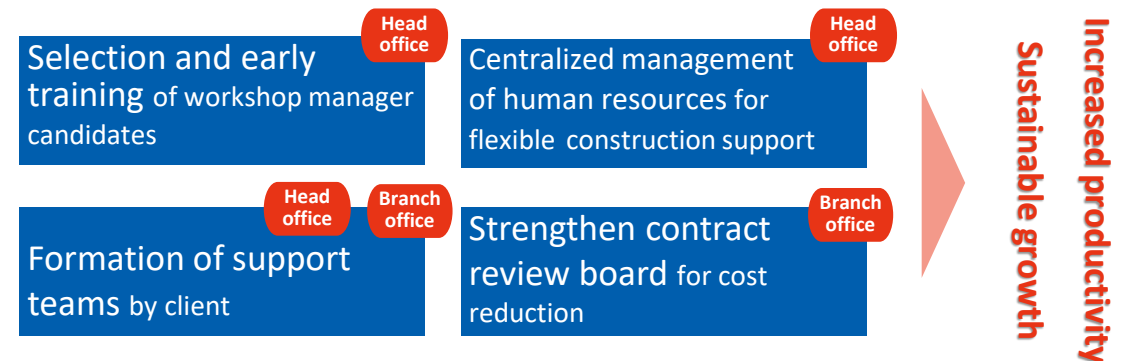 Head
office
Selection and early
training of workshop manager
candidates
Head
office
Centralized management
of human resources for
flexible construction support
Head
office
Branch
office
Formation of support
teams by client
Branch
office
Strengthen contract
review board for cost
reduction
Increased productivity
Sustainable growth